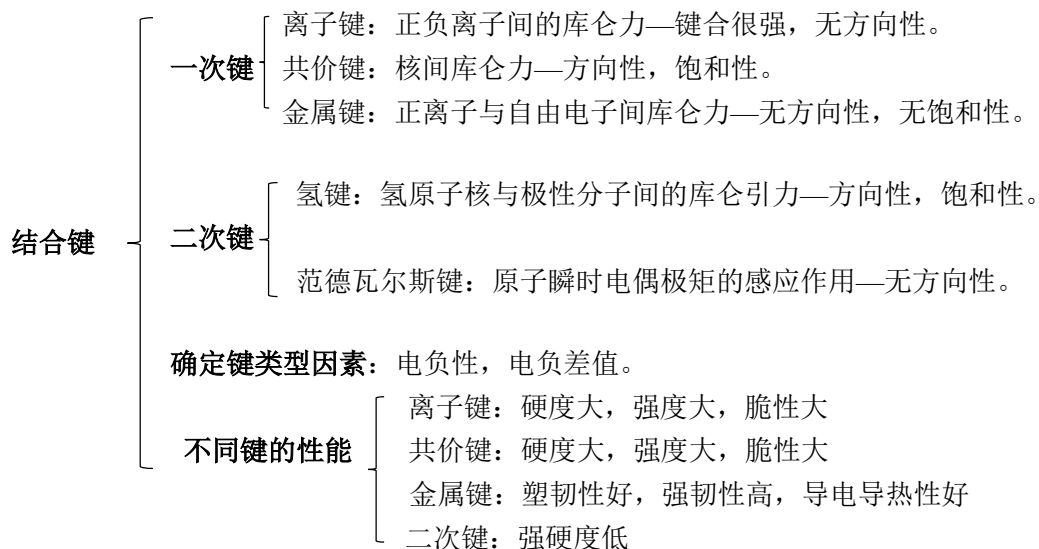 离子键：正负离子间的库仑力—键合很强，无方向性。
一次键
共价键：核间库仑力—方向性，饱和性。
金属键：正离子与自由电子间库仑力—无方向性，无饱和性。
氢键：氢原子核与极性分子间的库仑引力—方向性，饱和性。
结合键
二次键
范德瓦尔斯键：原子瞬时电偶极矩的感应作用—无方向性。
确定键类型因素：电负性，电负差值。
离子键：硬度大，强度大，脆性大
不同键的性能
共价键：硬度大，强度大，脆性大
金属键：塑韧性好，强韧性高，导电导热性好
二次键：强硬度低